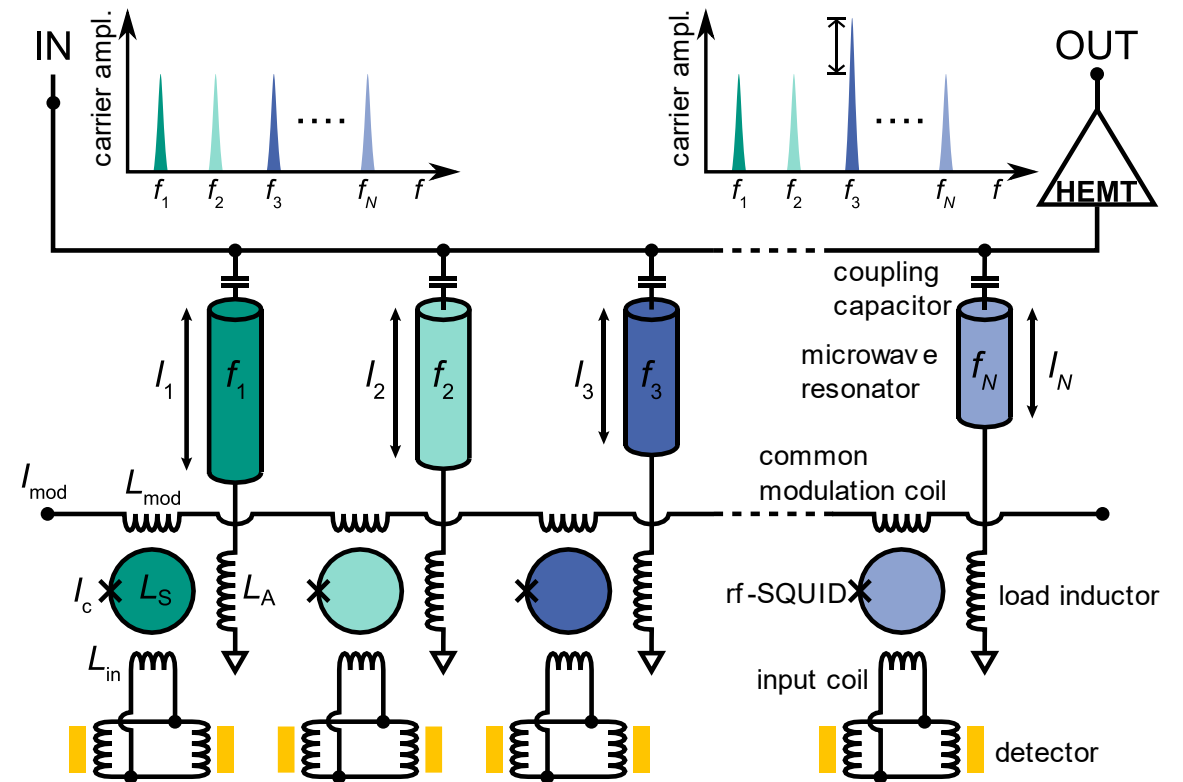 IN
carrier ampl.
f1 f2 f3 .... fN f
carrier ampl.
f1 f2 f3 .... fN f
OUT
HEMT
coupling
capacitor
microwave
resonator
l1 f1 l2 f2 l3 f3 fN lN
common
modulation coil
Imod Lmod
Ic LS LA
rf-SQUID
load inductor
Lin
input coil
detector